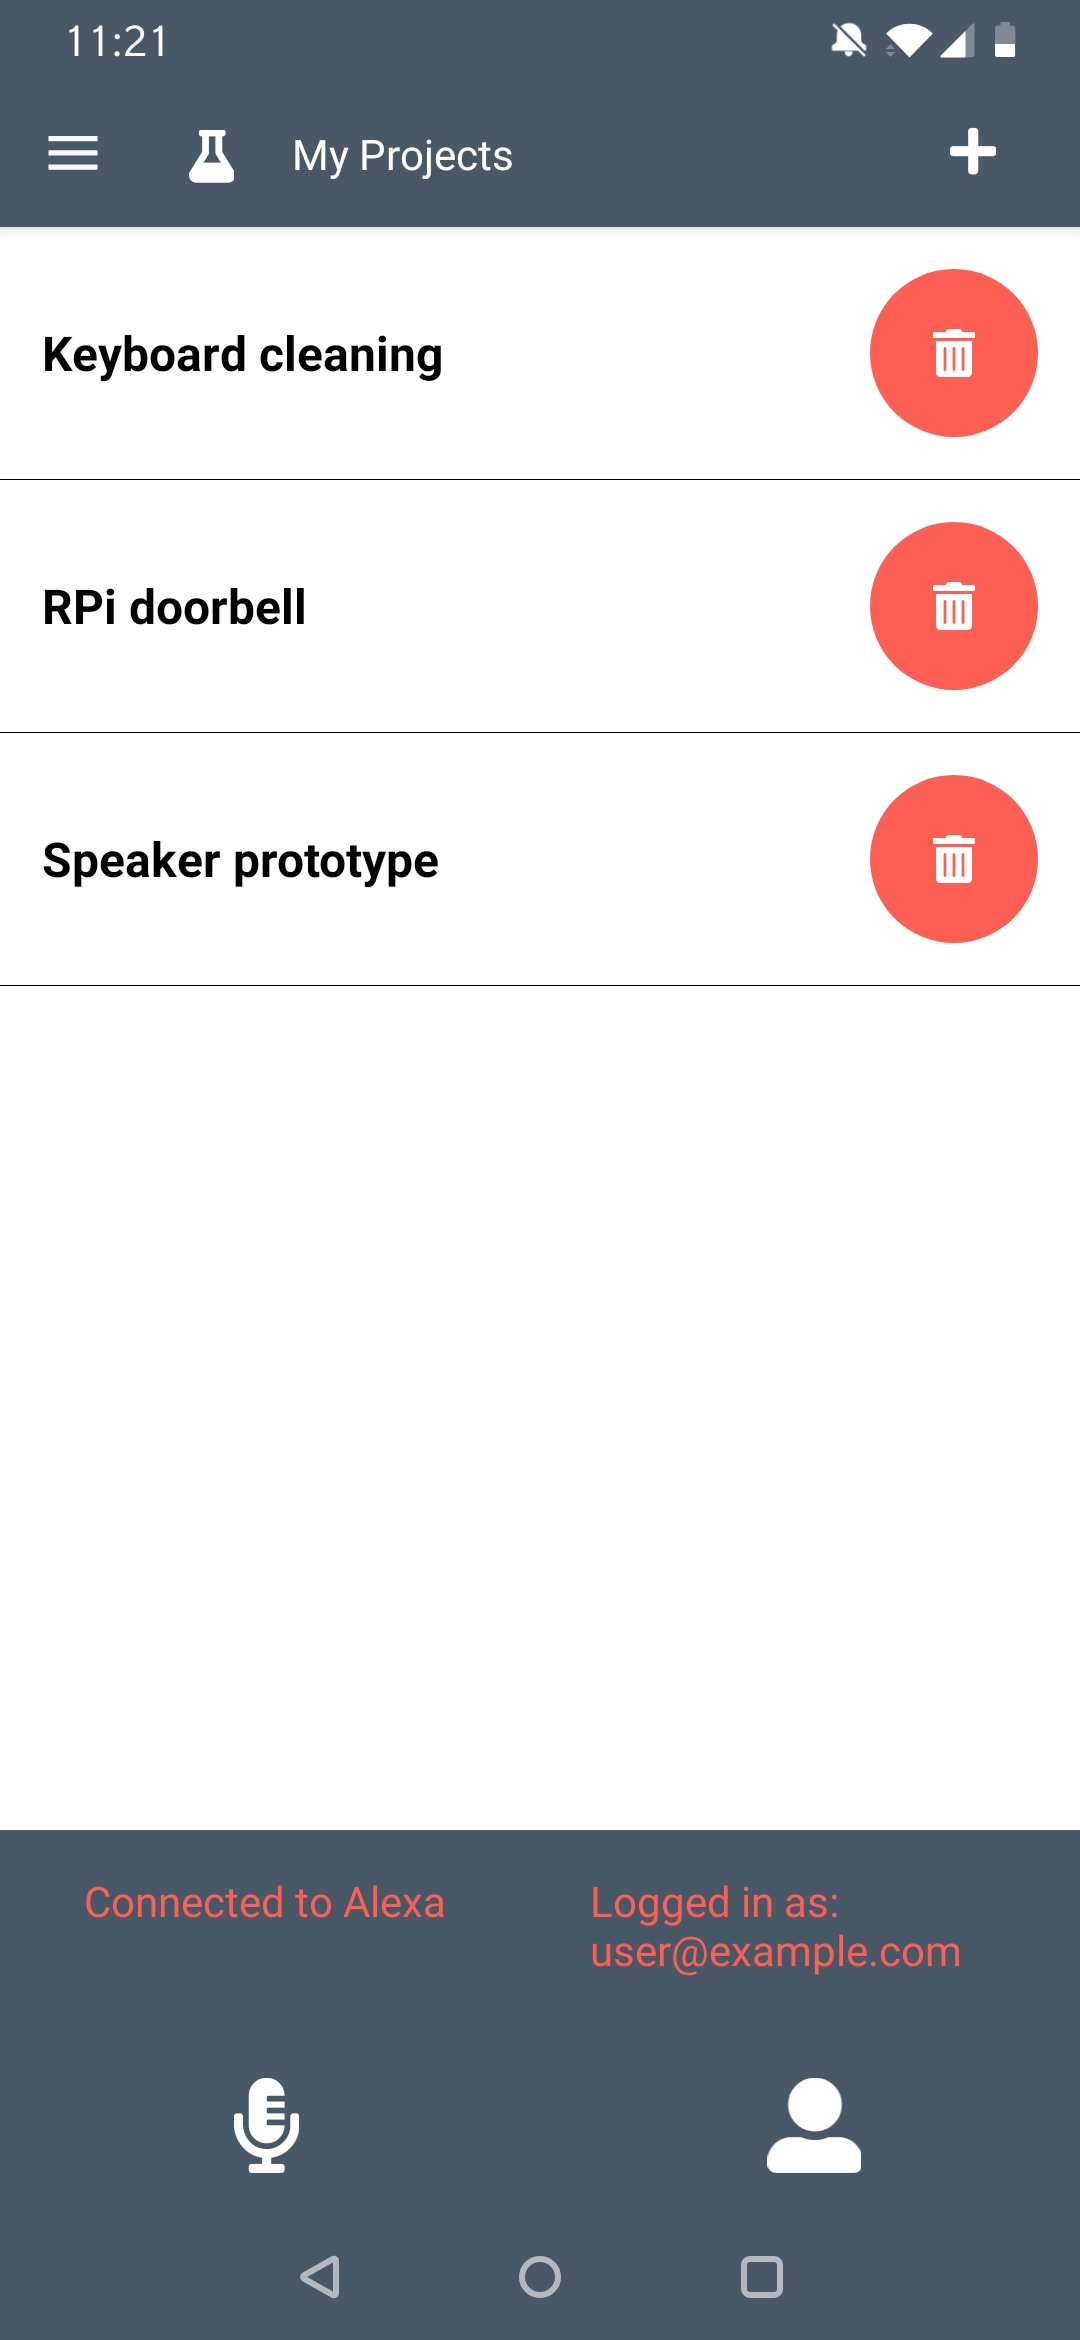 11:21
My Projects
Keyboard cleaning
RPi doorbell
Speaker prototype
Connected to Alexa
Logged in as:
user@example.com